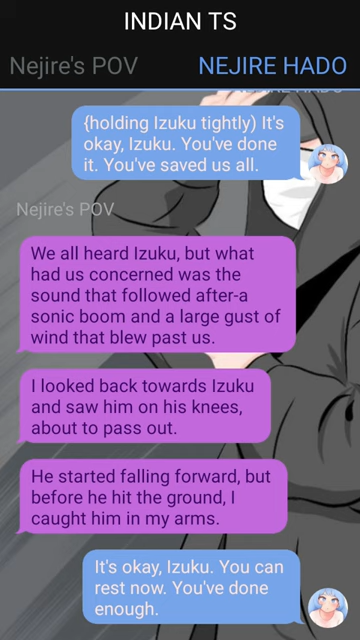 INDIAN TS
Nejire's POV
NEJIRE HADO
{holding Izuku tightly) It's
okay, Izuku. You've done
it. You've saved us all.
Nejire's POV
We all heard Izuku, but what
had us concerned was the
sound that followed after-a
sonic boom and a large gust of
wind that blew past us.
I looked back towards Izuku
and saw him on his knees,
about to pass out.
He started falling forward, but
before he hit the ground, I
caught him in my arms.
It's okay, Izuku. You can
rest now. You've done
enough.